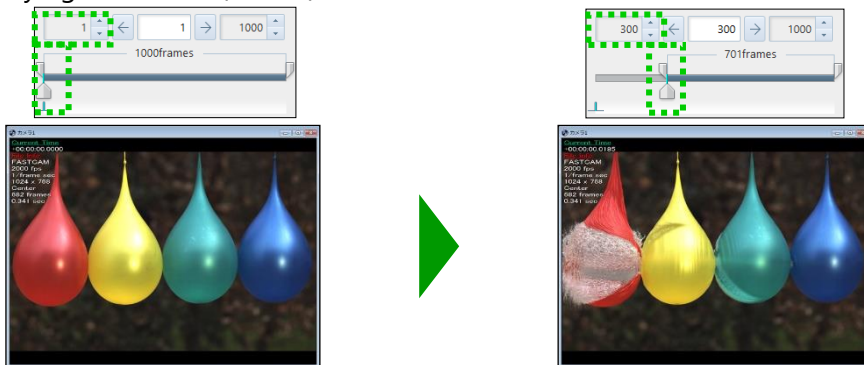 1 ← 1 → 1000
1000frames
300 ← 300 → 1000
701frames
カメラ1
Current Time
+00:00:00.0000
FASTCAM
2000 fps
1/frame sec
1024 x 768
Center
682 frames
0.341 sec
カメラ1
Current Time
+00:00:00.0185
FASTCAM
2000 fps
1/frame sec
1024 x 768
Center
682 frames
0.341 sec